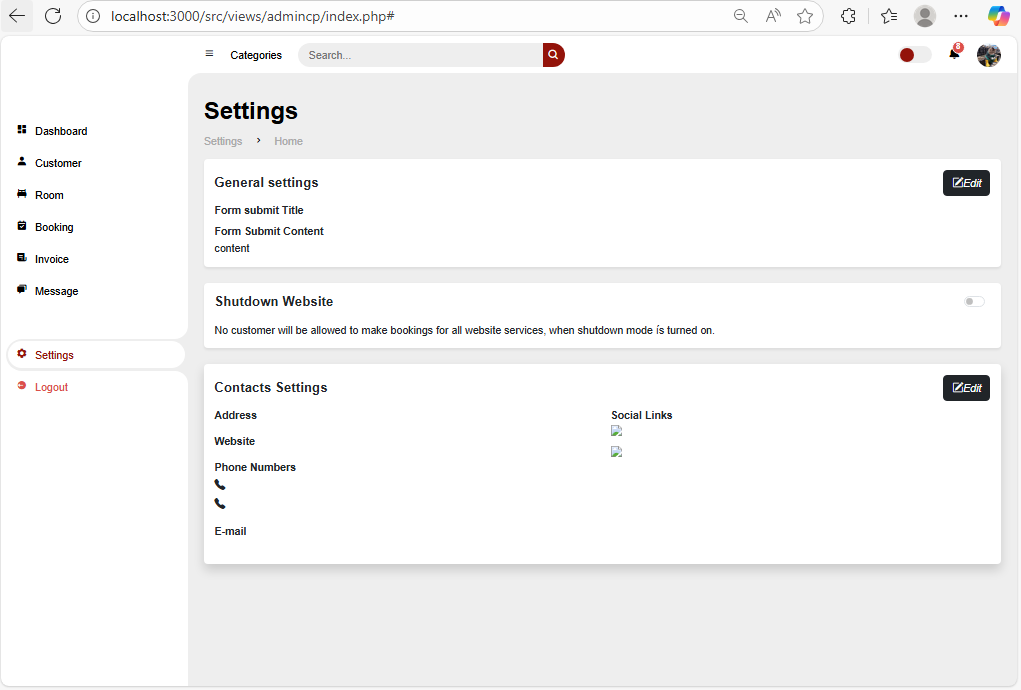 localhost:3000/src/views/admincp/index.php#
Categories
Search...
8
Dashboard
Customer
Room
Booking
Invoice
Message
Settings
Logout
Settings
Settings › Home
General settings
Edit
Form submit Title
Form Submit Content
content
Shutdown Website
No customer will be allowed to make bookings for all website services, when shutdown mode ís turned on.
Contacts Settings
Edit
Address
Website
Phone Numbers
E-mail
Social Links